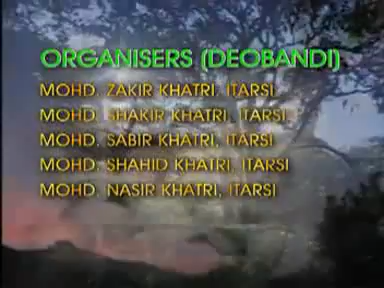 ORGANISERS (DEOBANDI)
MOHD. ZAKIR KHATRI, ITARSI
MOHD. SHAKIR KHATRI, ITARSI
MOHD. SABIR KHATRI, ITARSI
MOHD. SHAHID KHATRI, ITARSI
MOHD. NASIR KHATRI, ITARSI